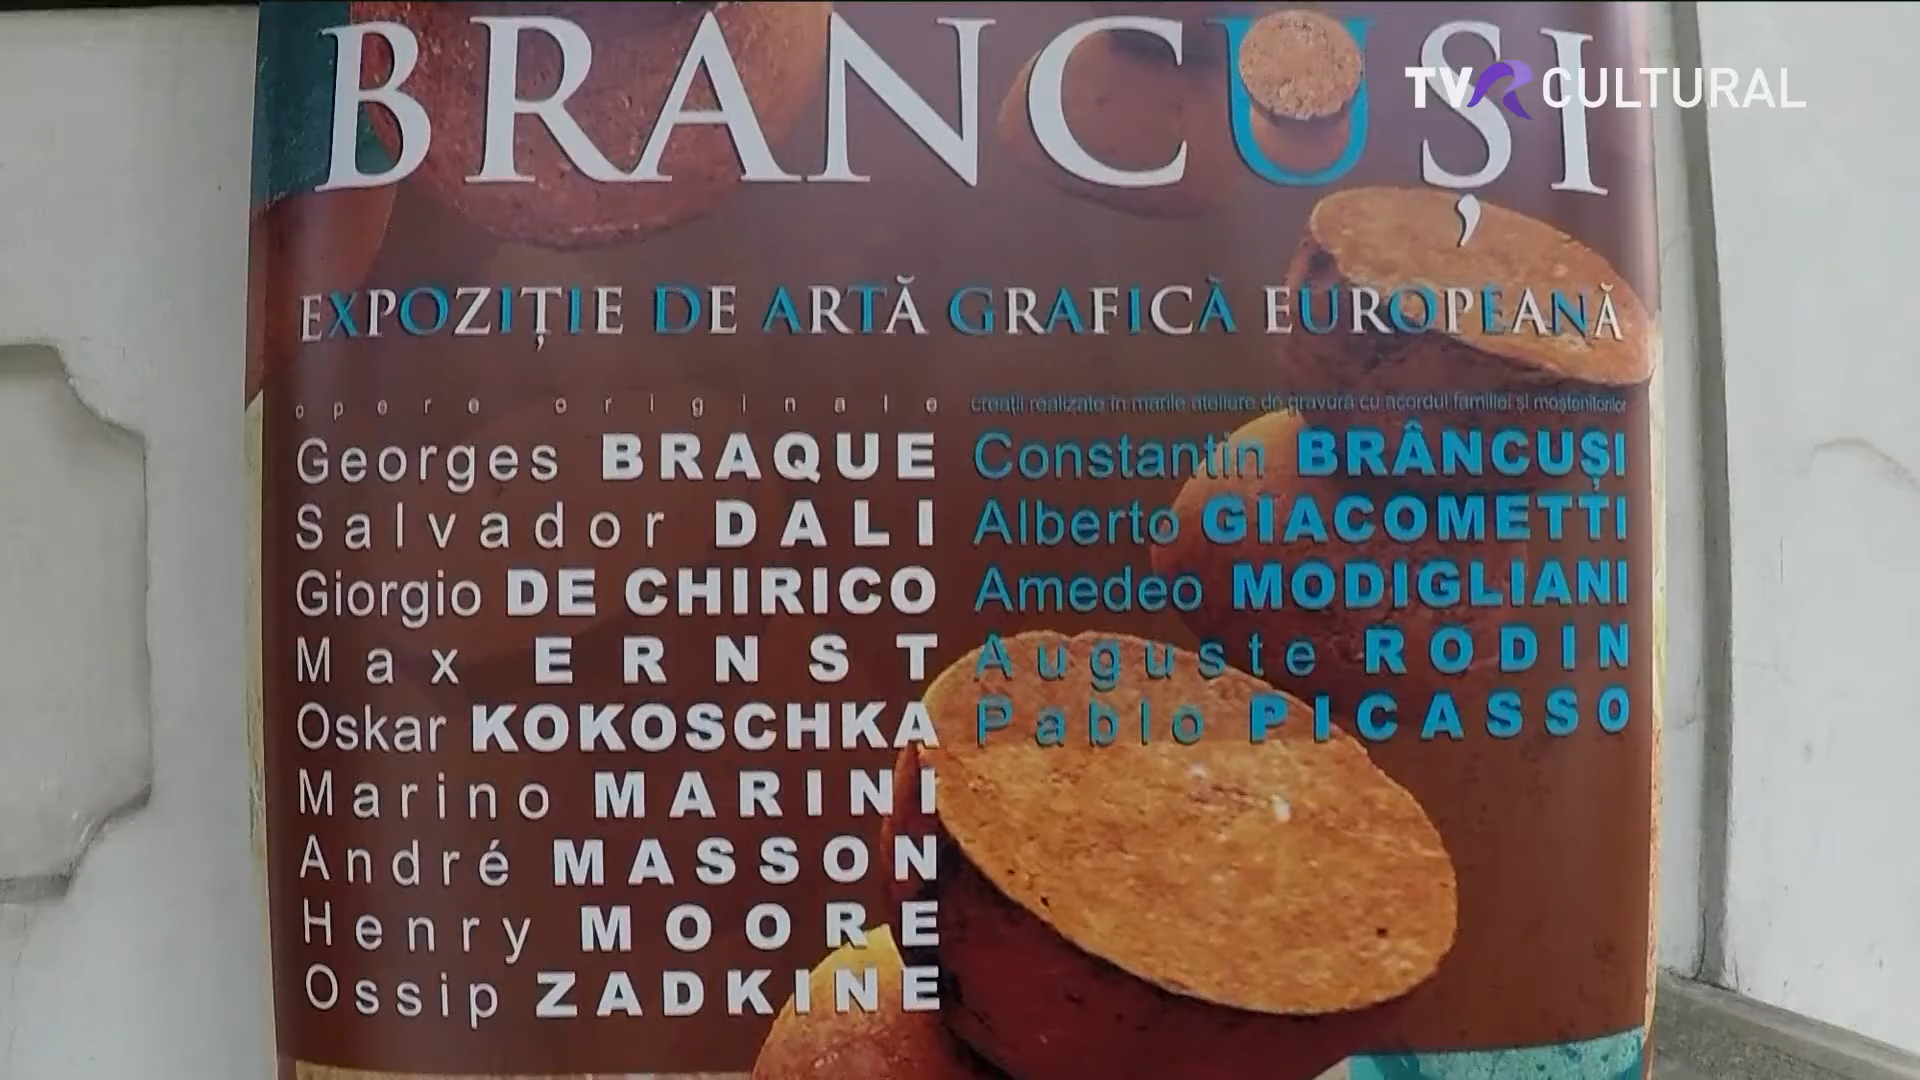 BRANCUȘI
TVR CULTURAL
EXPOZIȚIE DE ARTĂ GRAFICĂ EUROPEANĂ
opere originale
Georges BRAQUE
Salvador DALI
Giorgio DE CHIRICO
Max ERNST
Oskar KOKOSCHKA
Marino MARINI
André MASSON
Henry MOORE
Ossip ZADKINE
creații realizate în marile ateliere de gravură cu acordul familiei și moștenitorilor
Constantin BRÂNCUȘI
Alberto GIACOMETTI
Amedeo MODIGLIANI
Auguste RODIN
Pablo PICASSO